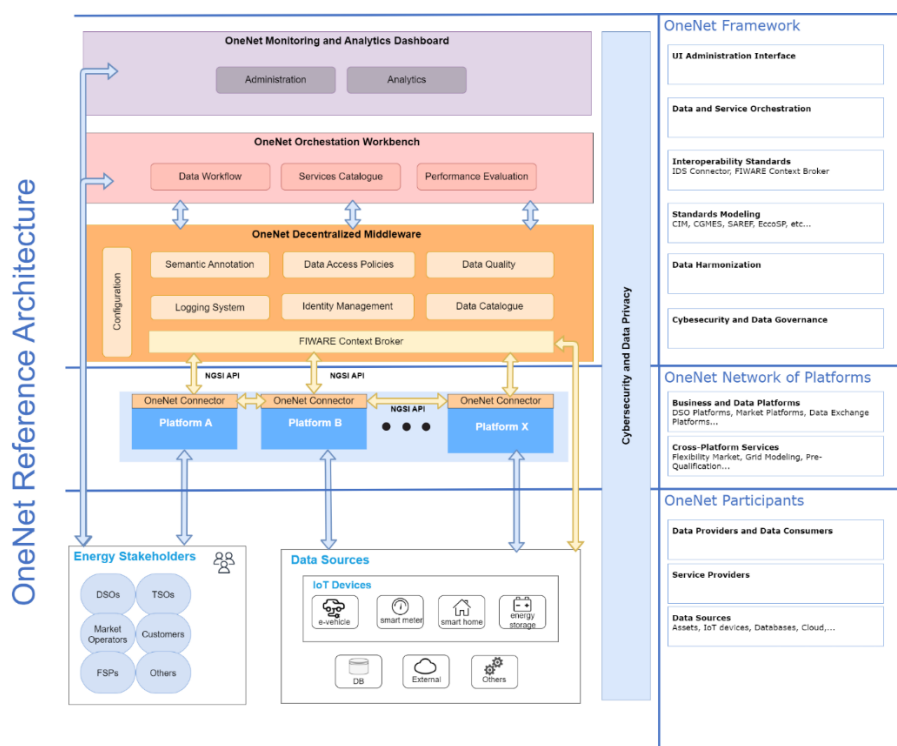 OneNet Reference Architecture
OneNet Monitoring and Analytics Dashboard
Administration
Analytics
OneNet Orchestation Workbench
Data Workflow
Services Catalogue
Performance Evaluation
OneNet Decentralized Middleware
Configuration
Semantic Annotation
Data Access Policies
Data Quality
Logging System
Identity Management
Data Catalogue
FIWARE Context Broker
NGSI API
NGSI API
OneNet Connector
OneNet Connector
NGSI API
OneNet Connector
Platform A
Platform B
Platform X
Cybersecurity and Data Privacy
Energy Stakeholders
DSOs
TSOs
Market
Operators
Customers
FSPs
Others
Data Sources
IoT Devices
e-vehicle
smart meter
smart home
energy
storage
DB
External
Others
OneNet Framework
UI Administration Interface
Data and Service Orchestration
Interoperability Standards
IDS Connector, FIWARE Context Broker
Standards Modeling
CIM, CGMES, SAREF, EccoSP, etc...
Data Harmonization
Cybesecurity and Data Governance
OneNet Network of Platforms
Business and Data Platforms
DSO Platforms, Market Platforms, Data Exchange
Platforms...
Cross-Platform Services
Flexibility Market, Grid Modeling, Pre-
Qualification...
OneNet Participants
Data Providers and Data Consumers
Service Providers
Data Sources
Assets, IoT devices, Databases, Cloud,...